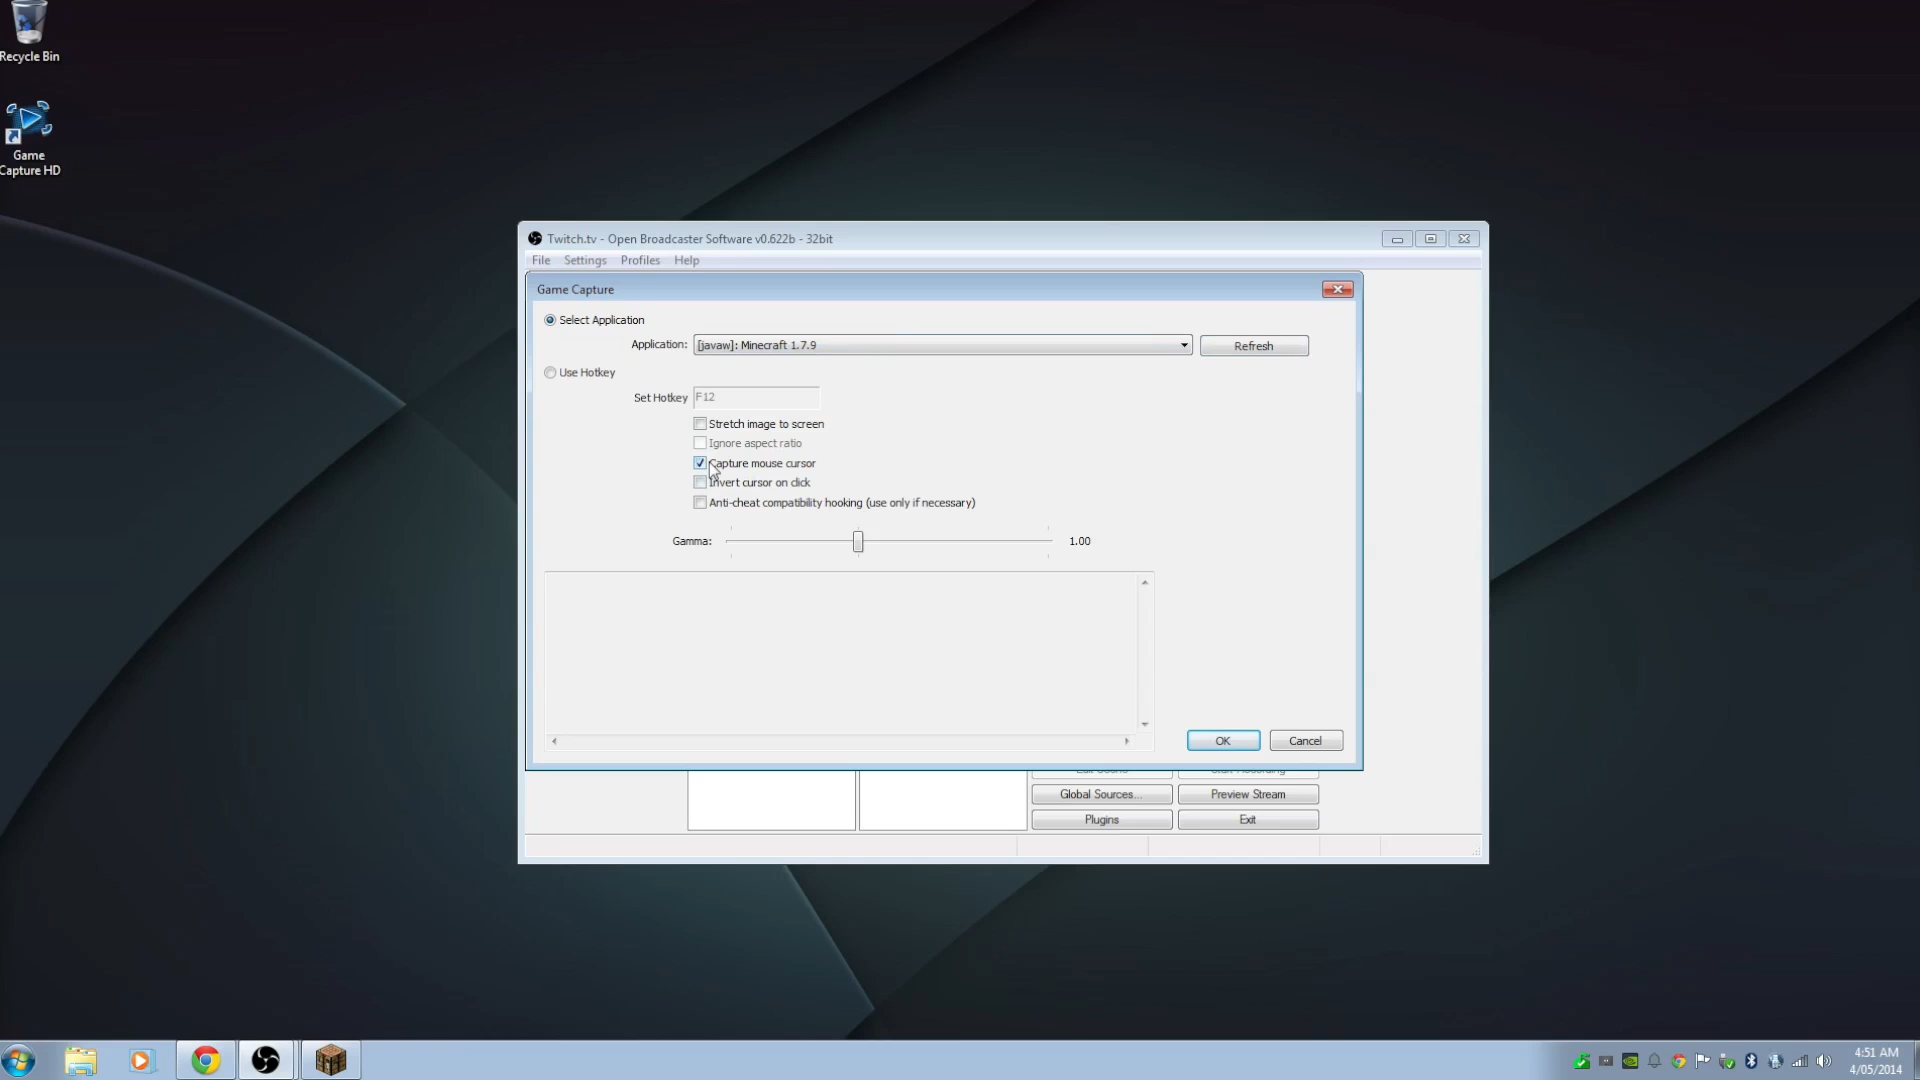 Recycle Bin
Game
Capture HD
Twitch.tv - Open Broadcaster Software v0.622b - 32bit
File Settings Profiles Help
Game Capture
Select Application
Application: [javaw]: Minecraft 1.7.9 Refresh
Use Hotkey
Set Hotkey F12
Stretch image to screen
Ignore aspect ratio
Capture mouse cursor
Invert cursor on click
Anti-cheat compatibility hooking (use only if necessary)
Gamma: 1.00
OK Cancel
Global Sources... Preview Stream
Plugins Exit
4:51 AM
4/05/2014